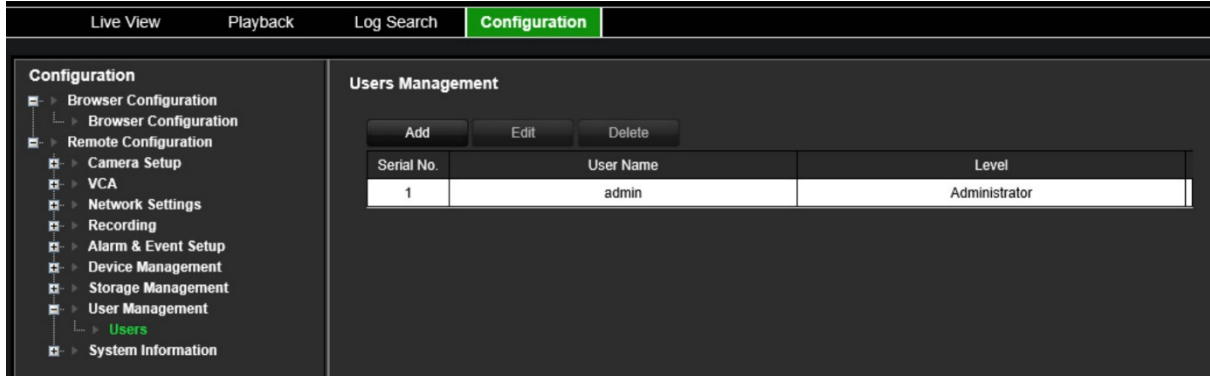 Live View Playback Log Search Configuration
Configuration
Browser Configuration
Browser Configuration
Remote Configuration
Camera Setup
VCA
Network Settings
Recording
Alarm & Event Setup
Device Management
Storage Management
User Management
Users
System Information
Users Management
Add Edit Delete
Serial No. User Name Level
1 admin Administrator